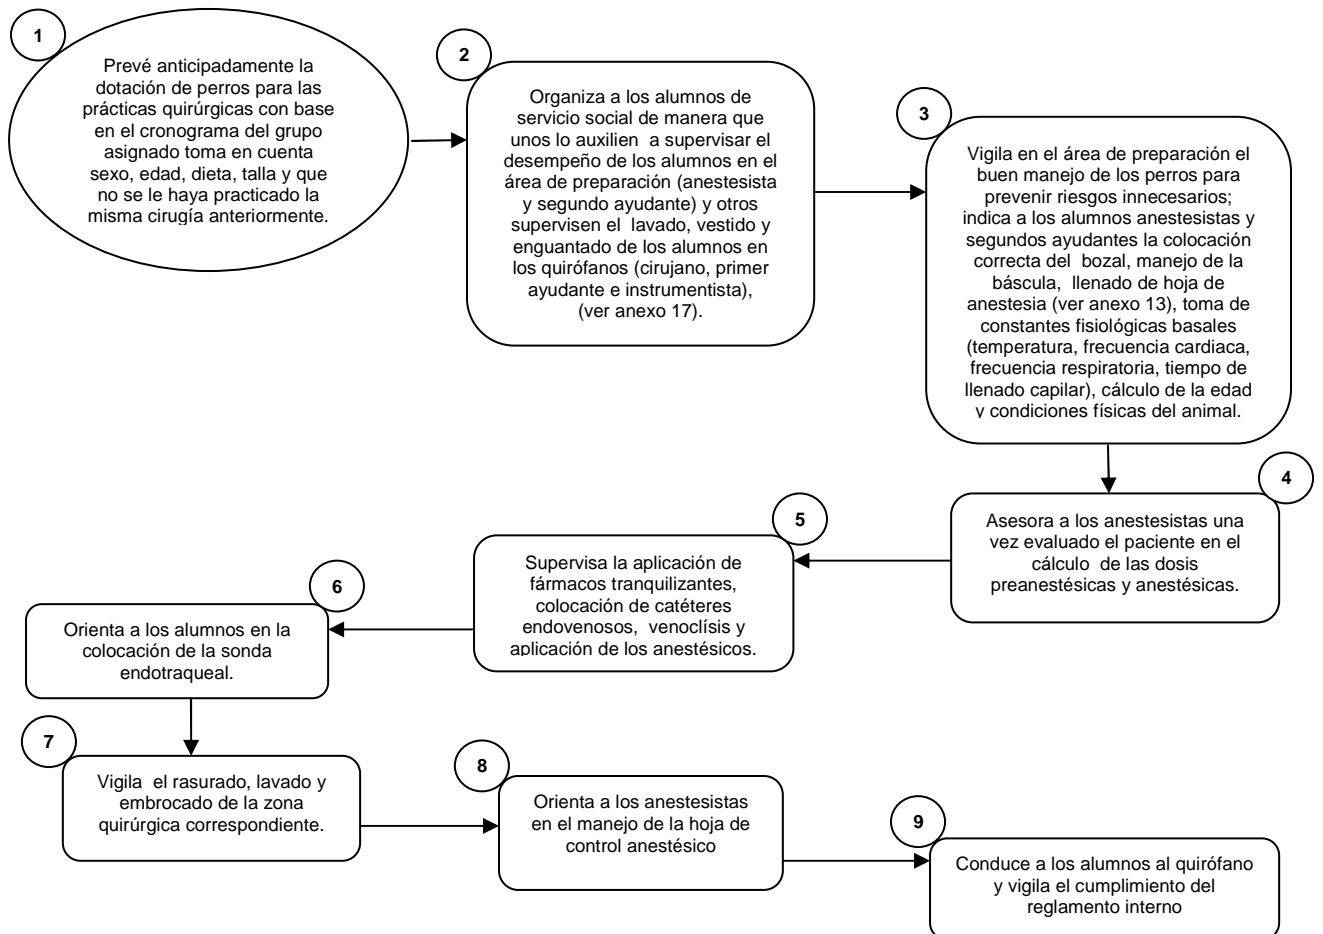 1
Prevé anticipadamente la
dotación de perros para las
prácticas quirúrgicas con base
en el cronograma del grupo
asignado toma en cuenta
sexo, edad, dieta, talla y que
no se le haya practicado la
misma cirugía anteriormente.
2
Organiza a los alumnos de
servicio social de manera que
unos lo auxilien a supervisar el
desempeño de los alumnos en el
área de preparación (anestesista
y segundo ayudante) y otros
supervisen el lavado, vestido y
enguantado de los alumnos en
los quirófanos (cirujano, primer
ayudante e instrumentista),
(ver anexo 17).
3
Vigila en el área de preparación el
buen manejo de los perros para
prevenir riesgos innecesarios;
indica a los alumnos anestesistas y
segundos ayudantes la colocación
correcta del bozal, manejo de la
báscula, llenado de hoja de
anestesia (ver anexo 13), toma de
constantes fisiológicas basales
(temperatura, frecuencia cardiaca,
frecuencia respiratoria, tiempo de
llenado capilar), cálculo de la edad
y condiciones físicas del animal.
4
Asesora a los anestesistas una
vez evaluado el paciente en el
cálculo de las dosis
preanestésicas y anestésicas.
5
Supervisa la aplicación de
fármacos tranquilizantes,
colocación de catéteres
endovenosos, venoclísis y
aplicación de los anestésicos.
6
Orienta a los alumnos en la
colocación de la sonda
endotraqueal.
7
Vigila el rasurado, lavado y
embrocado de la zona
quirúrgica correspondiente.
8
Orienta a los anestesistas
en el manejo de la hoja de
control anestésico
9
Conduce a los alumnos al quirófano
y vigila el cumplimiento del
reglamento interno